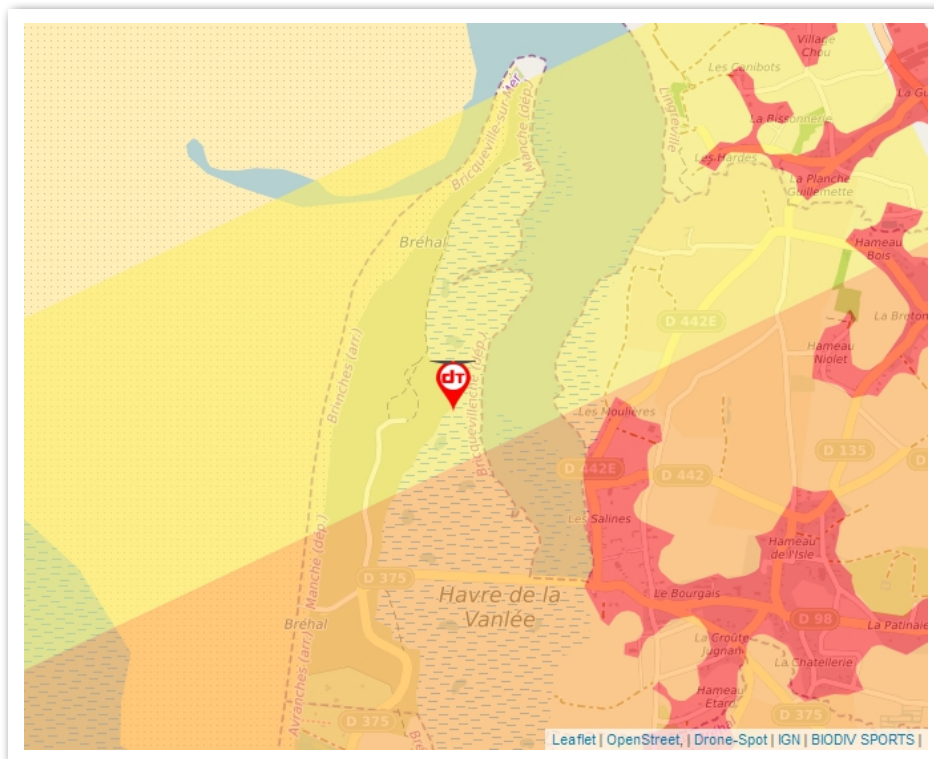 Village
Chou
Les Canibots
La Gu
La Bissonnerie
Bricqueville-sur-Mer
Manche (dép.)
Lingreville
Les Hardes
La Planche
Guillemette
Bréhal
Hameau
Bois
D 442E
La Breton
Hameau
Niolet
dT
Les Moulières
D 442E
D 442
D 135
D
Les Salines
Hameau
de l'Isle
D 375
Havre de la
Vanlée
Le Bourgais
D 98
La Patinaie
Bréhal
Avranches (arr.)
Manche (dép.)
La Croûte
Jugnan
La Chatellerie
Hameau
Etard
D 375
D 375
Bré
Leaflet | OpenStreet, | Drone-Spot | IGN | BIODIV SPORTS |